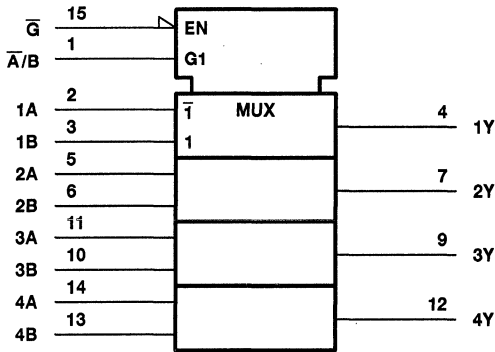 G̅ 15 EN
A̅/B 1 G1
MUX
1A 2 1̅
1B 3 1
4 1Y
2A 5
2B 6
7 2Y
3A 11
3B 10
9 3Y
4A 14
4B 13
12 4Y